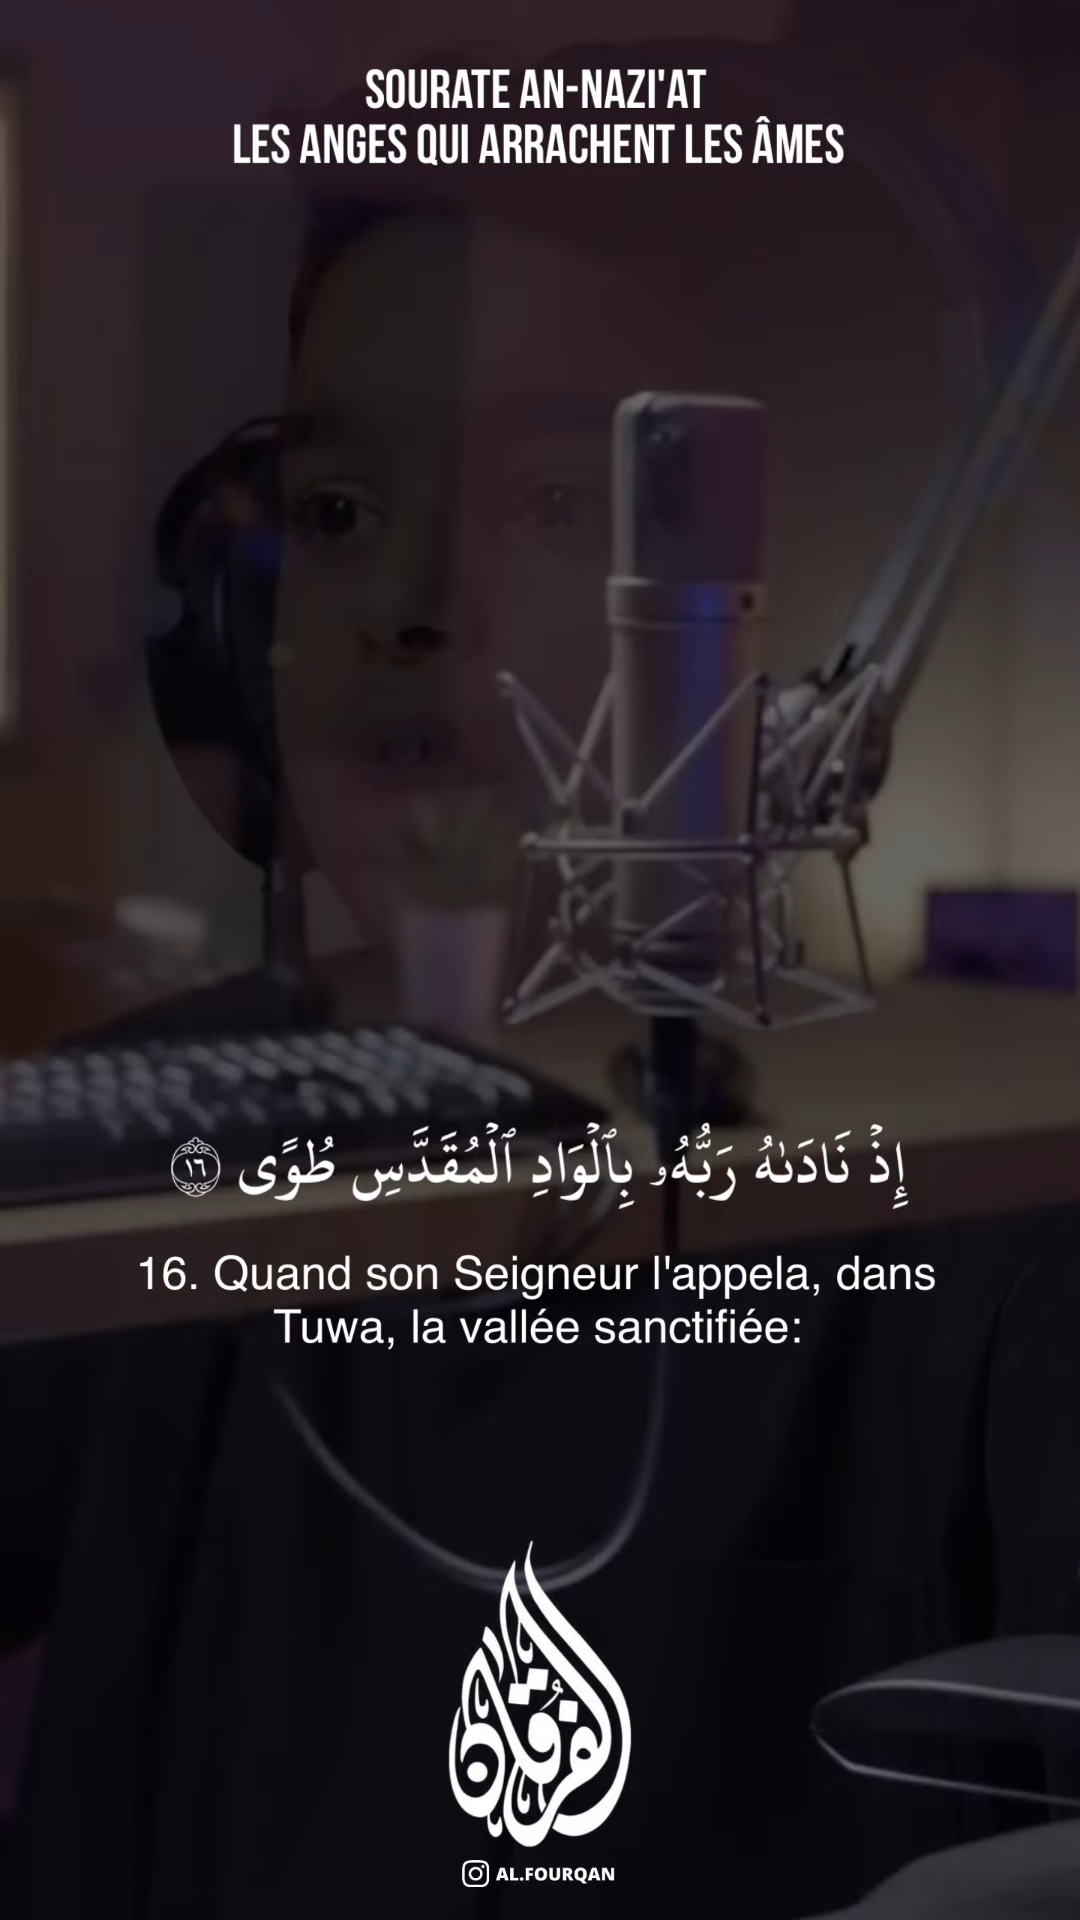 SOURATE AN-NAZI'AT
LES ANGES QUI ARRACHENT LES ÂMES
إِذْ نَادَىٰهُ رَبُّهُۥ بِٱلْوَادِ ٱلْمُقَدَّسِ طُوًى ١٦
16. Quand son Seigneur l'appela, dans
Tuwa, la vallée sanctifiée:
الفرقان
AL.FOURQAN